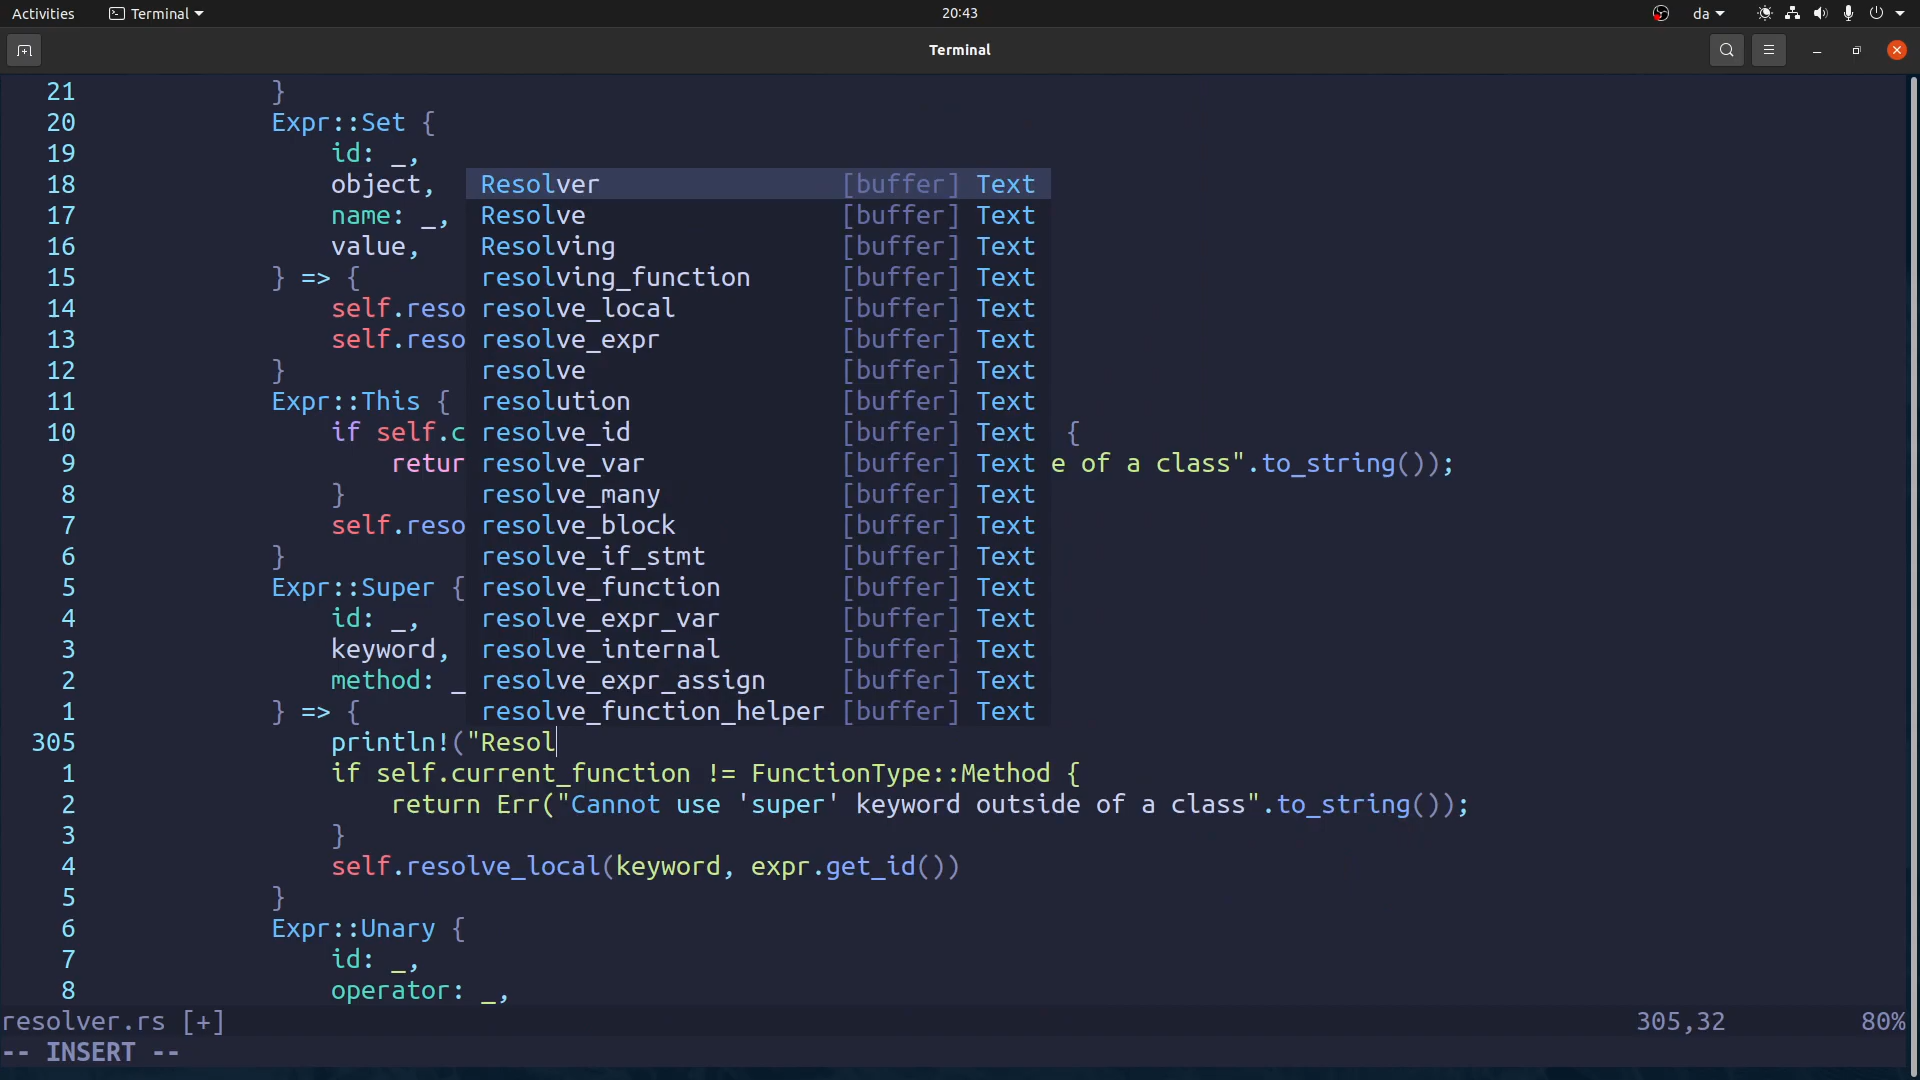 Activities Terminal 20:43 da
Terminal
21 }
20 Expr::Set {
19 id: _,
18 object, Resolver [buffer] Text
17 name: _, Resolve [buffer] Text
16 value, Resolving [buffer] Text
15 } => { resolving_function [buffer] Text
14 self.reso resolve_local [buffer] Text
13 self.reso resolve_expr [buffer] Text
12 } resolve [buffer] Text
11 Expr::This { resolution [buffer] Text
10 if self.c resolve_id [buffer] Text {
9 retur resolve_var [buffer] Text e of a class".to_string());
8 } resolve_many [buffer] Text
7 self.reso resolve_block [buffer] Text
6 } resolve_if_stmt [buffer] Text
5 Expr::Super { resolve_function [buffer] Text
4 id: _, resolve_expr_var [buffer] Text
3 keyword, resolve_internal [buffer] Text
2 method: _ resolve_expr_assign [buffer] Text
1 } => { resolve_function_helper [buffer] Text
305 println!("Resol
1 if self.current_function != FunctionType::Method {
2 return Err("Cannot use 'super' keyword outside of a class".to_string());
3 }
4 self.resolve_local(keyword, expr.get_id())
5 }
6 Expr::Unary {
7 id: _,
8 operator: _,
resolver.rs [+] 305,32 80%
-- INSERT --